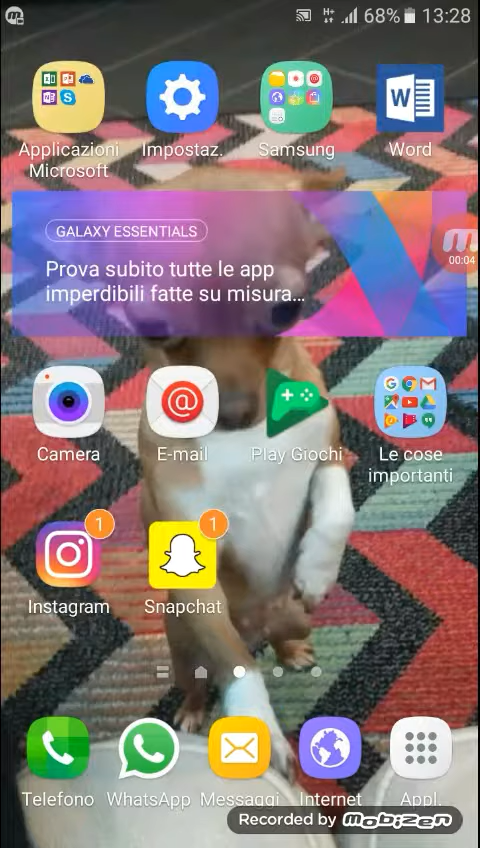 68% 13:28
Applicazioni
Microsoft
Impostaz.
Samsung
Word
GALAXY ESSENTIALS
Prova subito tutte le app
imperdibili fatte su misura...
00:04
Camera
E-mail
Play Giochi
Le cose
importanti
1
1
Instagram
Snapchat
Telefono
WhatsApp
Messaggi
Internet
Appl.
Recorded by Mobizen